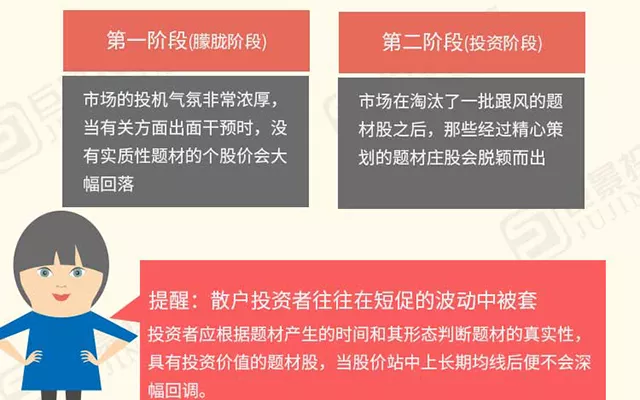 第一阶段(朦胧阶段)
市场的投机气氛非常浓厚，
当有关方面出面干预时，没
有实质性题材的个股价会大
幅回落
第二阶段(投资阶段)
市场在淘汰了一批跟风的题
材股之后，那些经过精心策
划的题材庄股会脱颖而出
提醒：散户投资者往往在短促的波动中被套
投资者应根据题材产生的时间和其形态判断题材的真实性，
具有投资价值的题材股，当股价站中上长期均线后便不会深
幅回调。